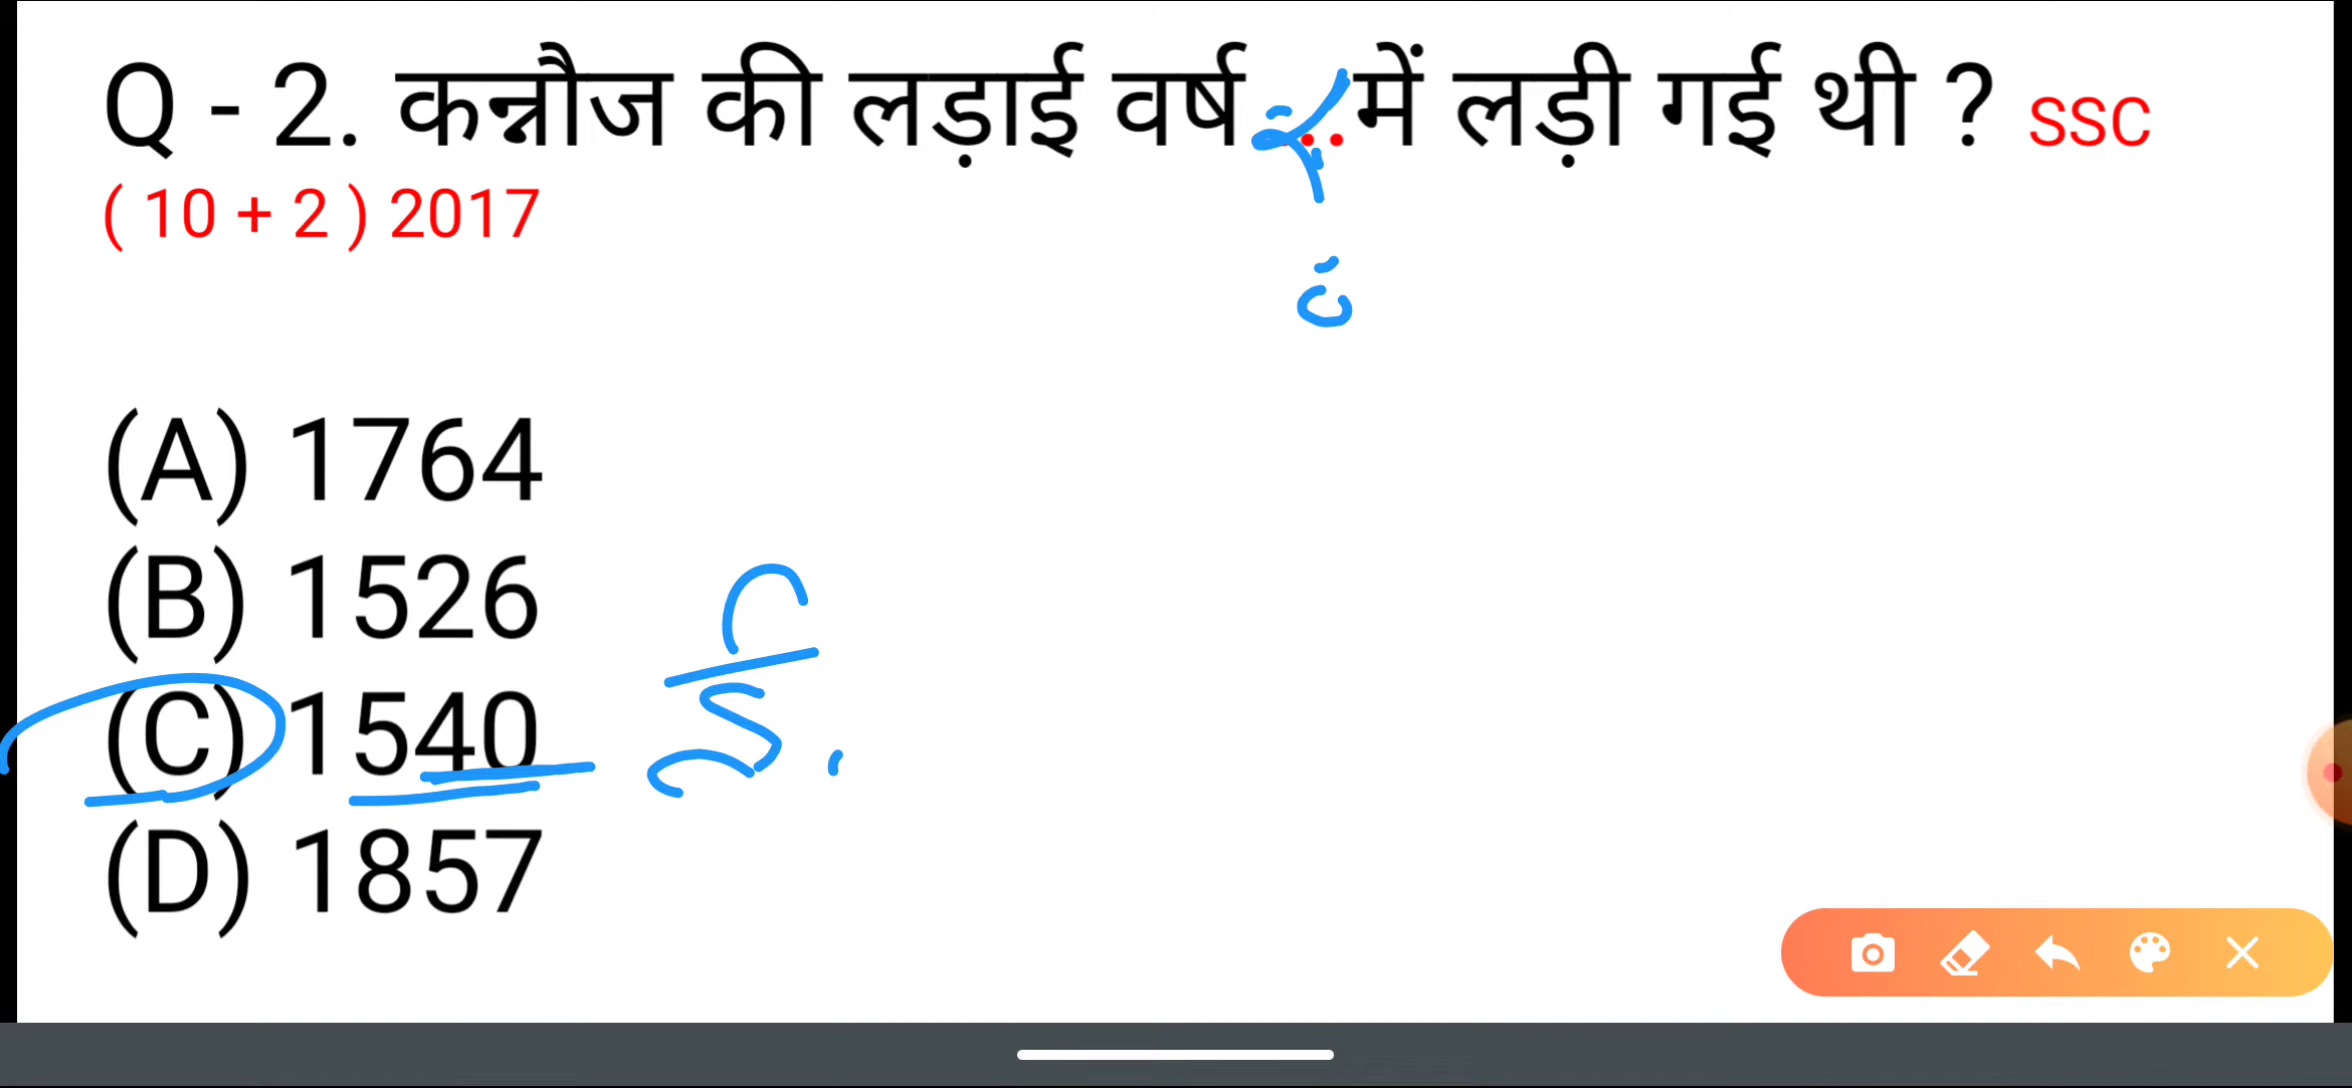 Q - 2. कन्नौज की लड़ाई वर्ष ... में लड़ी गई थी ? SSC
( 10 + 2 ) 2017
(A) 1764
(B) 1526
(C) 1540
(D) 1857